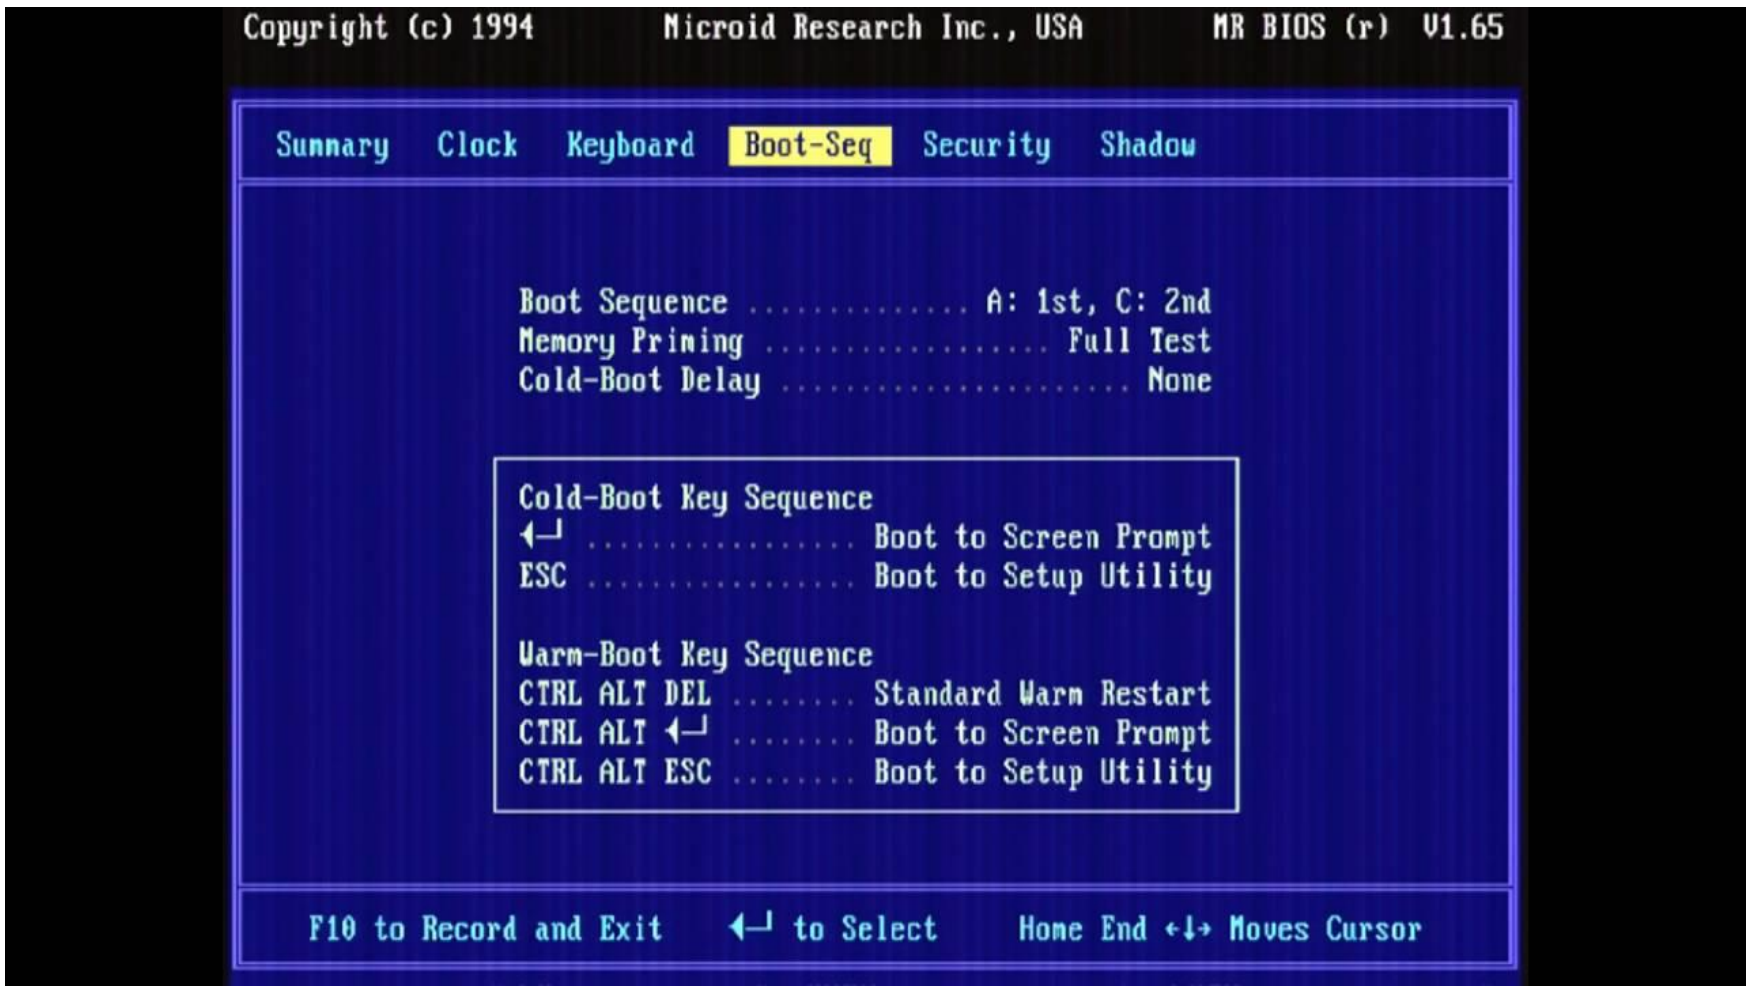 Copyright (c) 1994 Microid Research Inc., USA MR BIOS (r) V1.65
Summary Clock Keyboard Boot-Seq Security Shadow
Boot Sequence .............. A: 1st, C: 2nd
Memory Priming .................. Full Test
Cold-Boot Delay ...................... None
Cold-Boot Key Sequence
◄┘ ................. Boot to Screen Prompt
ESC ................. Boot to Setup Utility
Warm-Boot Key Sequence
CTRL ALT DEL ........ Standard Warm Restart
CTRL ALT ◄┘ ........ Boot to Screen Prompt
CTRL ALT ESC ........ Boot to Setup Utility
F10 to Record and Exit ◄┘ to Select Home End ←↓→ Moves Cursor